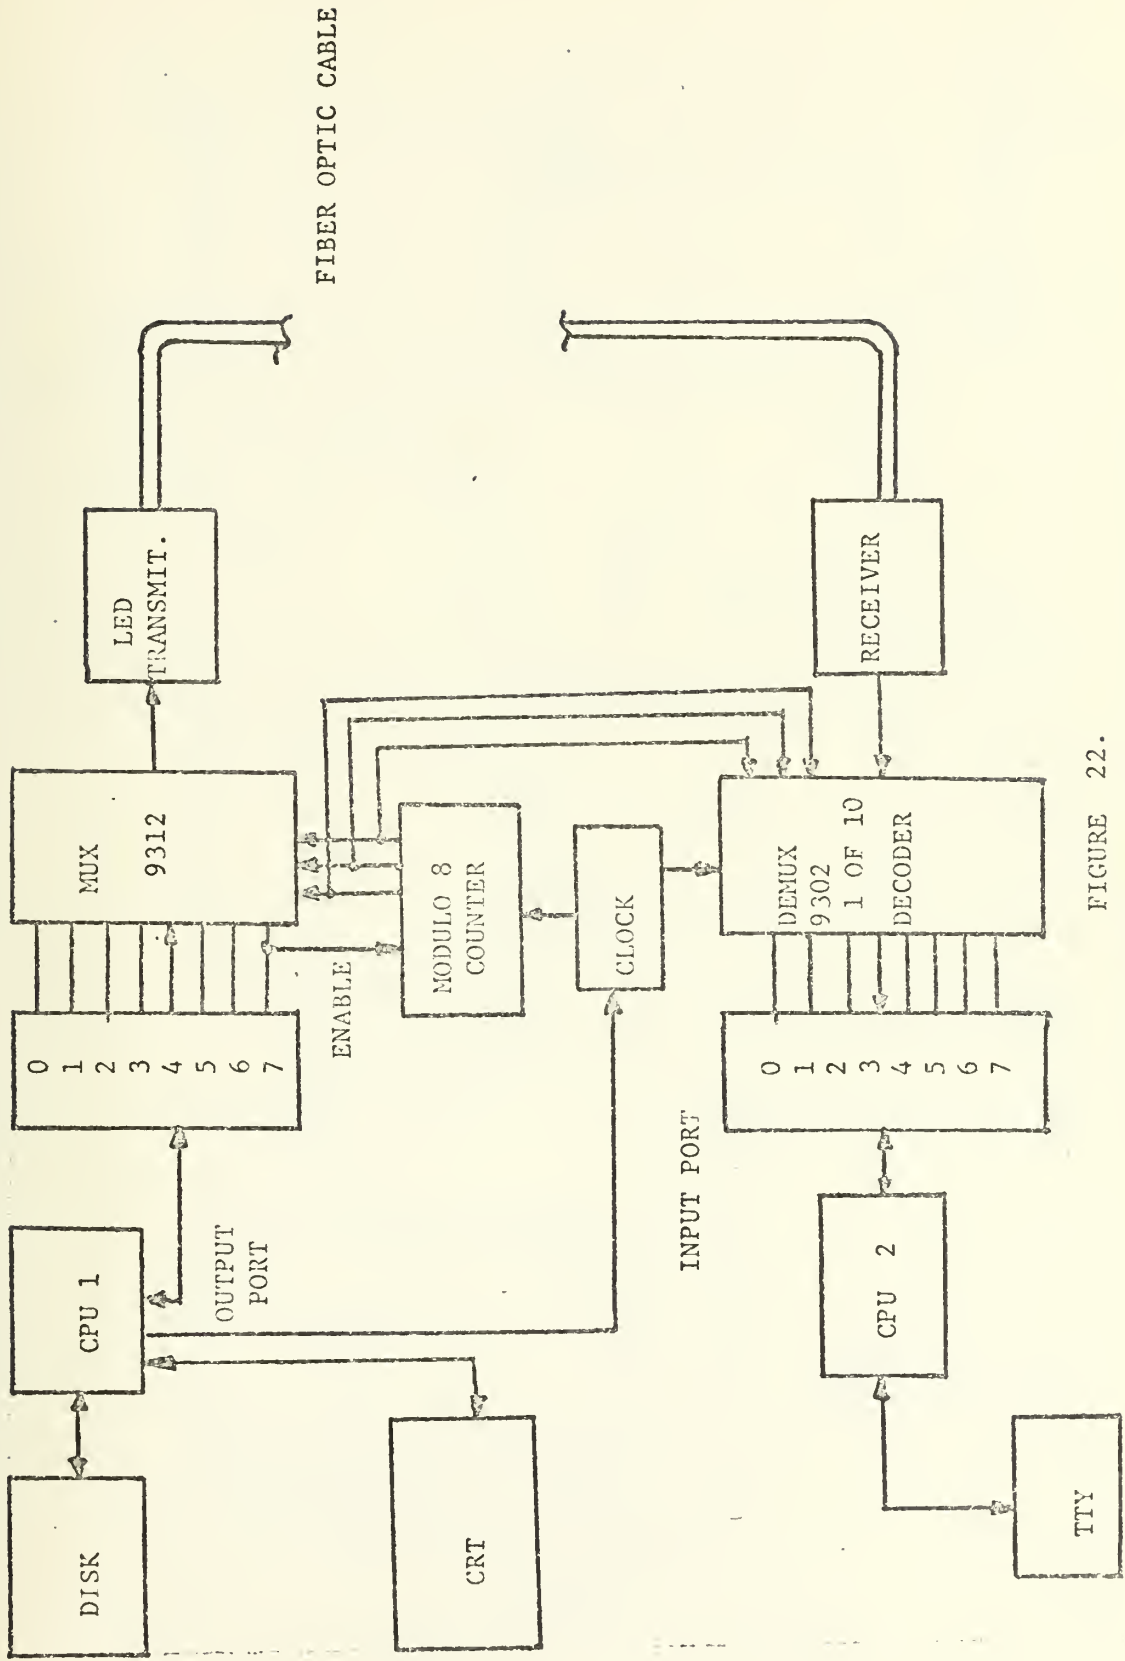 DISK
CPU 1
OUTPUT
PORT
0
1
2
3
4
5
6
7
MUX
9312
LED
TRANSMIT.
FIBER OPTIC CABLE
CRT
ENABLE
MODULO 8
COUNTER
CLOCK
INPUT PORT
TTY
CPU 2
0
1
2
3
4
5
6
7
DEMUX
9302
1 OF 10
DECODER
RECEIVER
FIGURE 22.